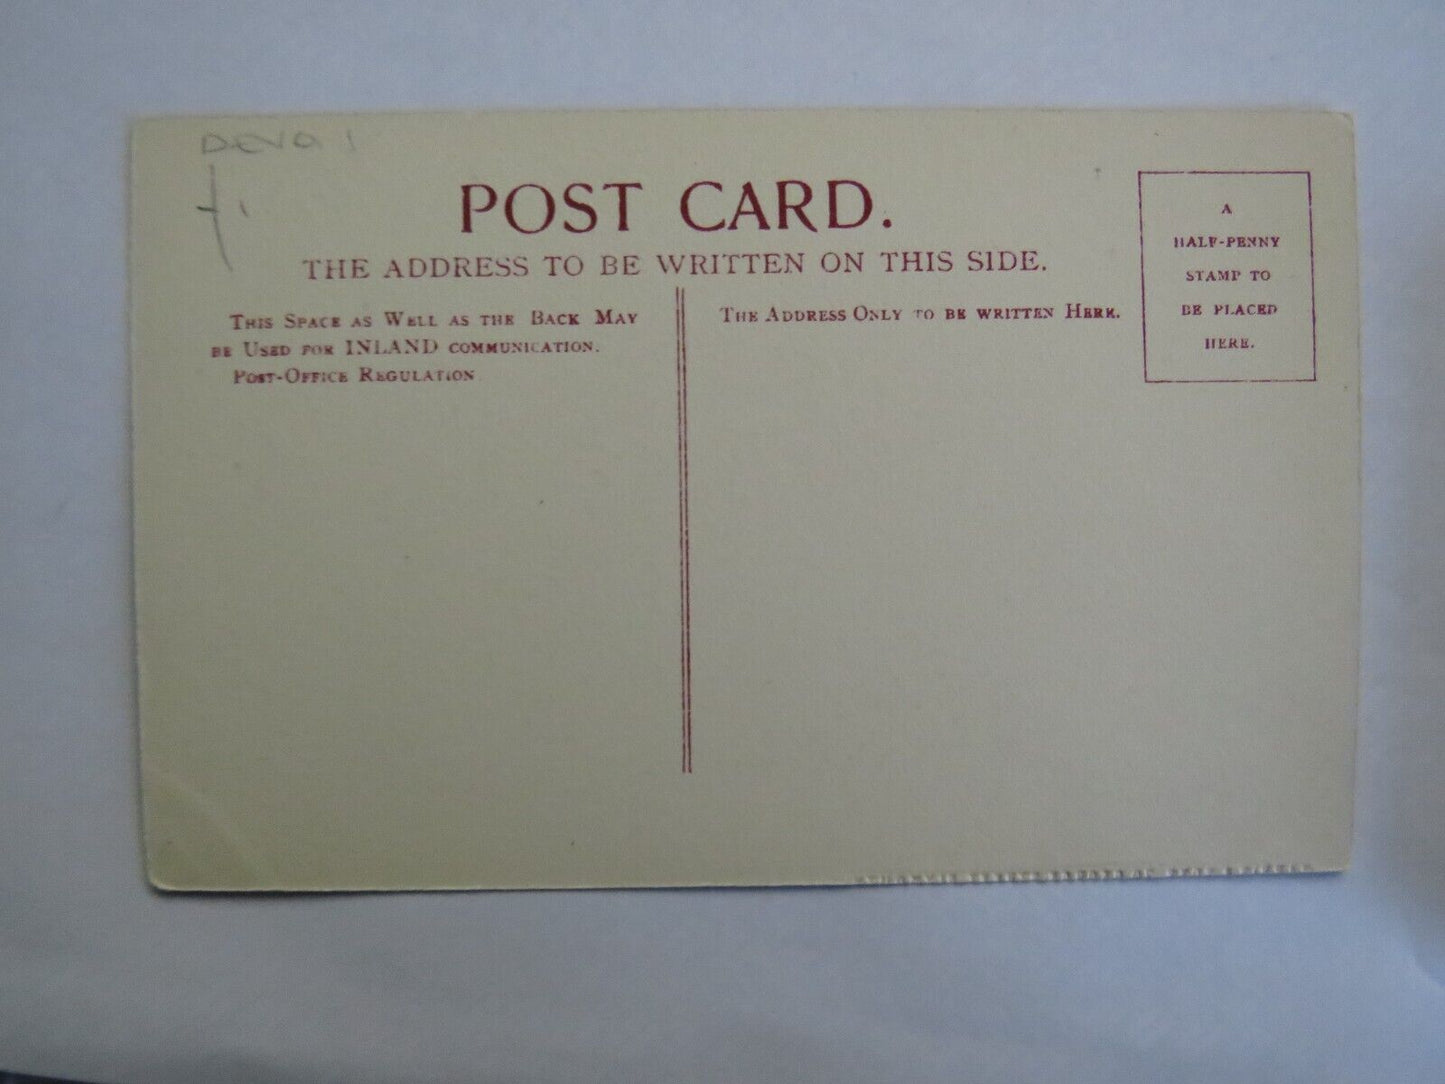 POST CARD.
THE ADDRESS TO BE WRITTEN ON THIS SIDE.
THIS SPACE AS WELL AS THE BACK MAY
BE USED FOR INLAND COMMUNICATION.
POST-OFFICE REGULATION
THE ADDRESS ONLY TO BE WRITTEN HERE.
A
HALF-PENNY
STAMP TO
BE PLACED
HERE.